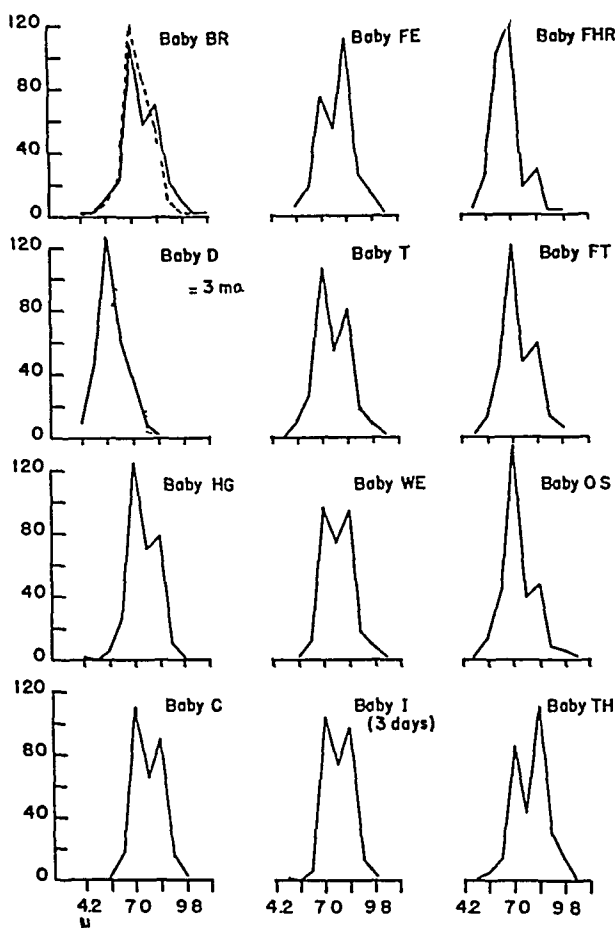 120
80
40
0
Baby BR
Baby FE
Baby FHR
120
80
40
0
Baby D
= 3 ma
Baby T
Baby FT
120
80
40
0
Baby HG
Baby WE
Baby OS
120
80
40
0
Baby C
Baby I
(3 days)
Baby TH
42 70 98 42 70 98 42 70 98
μ